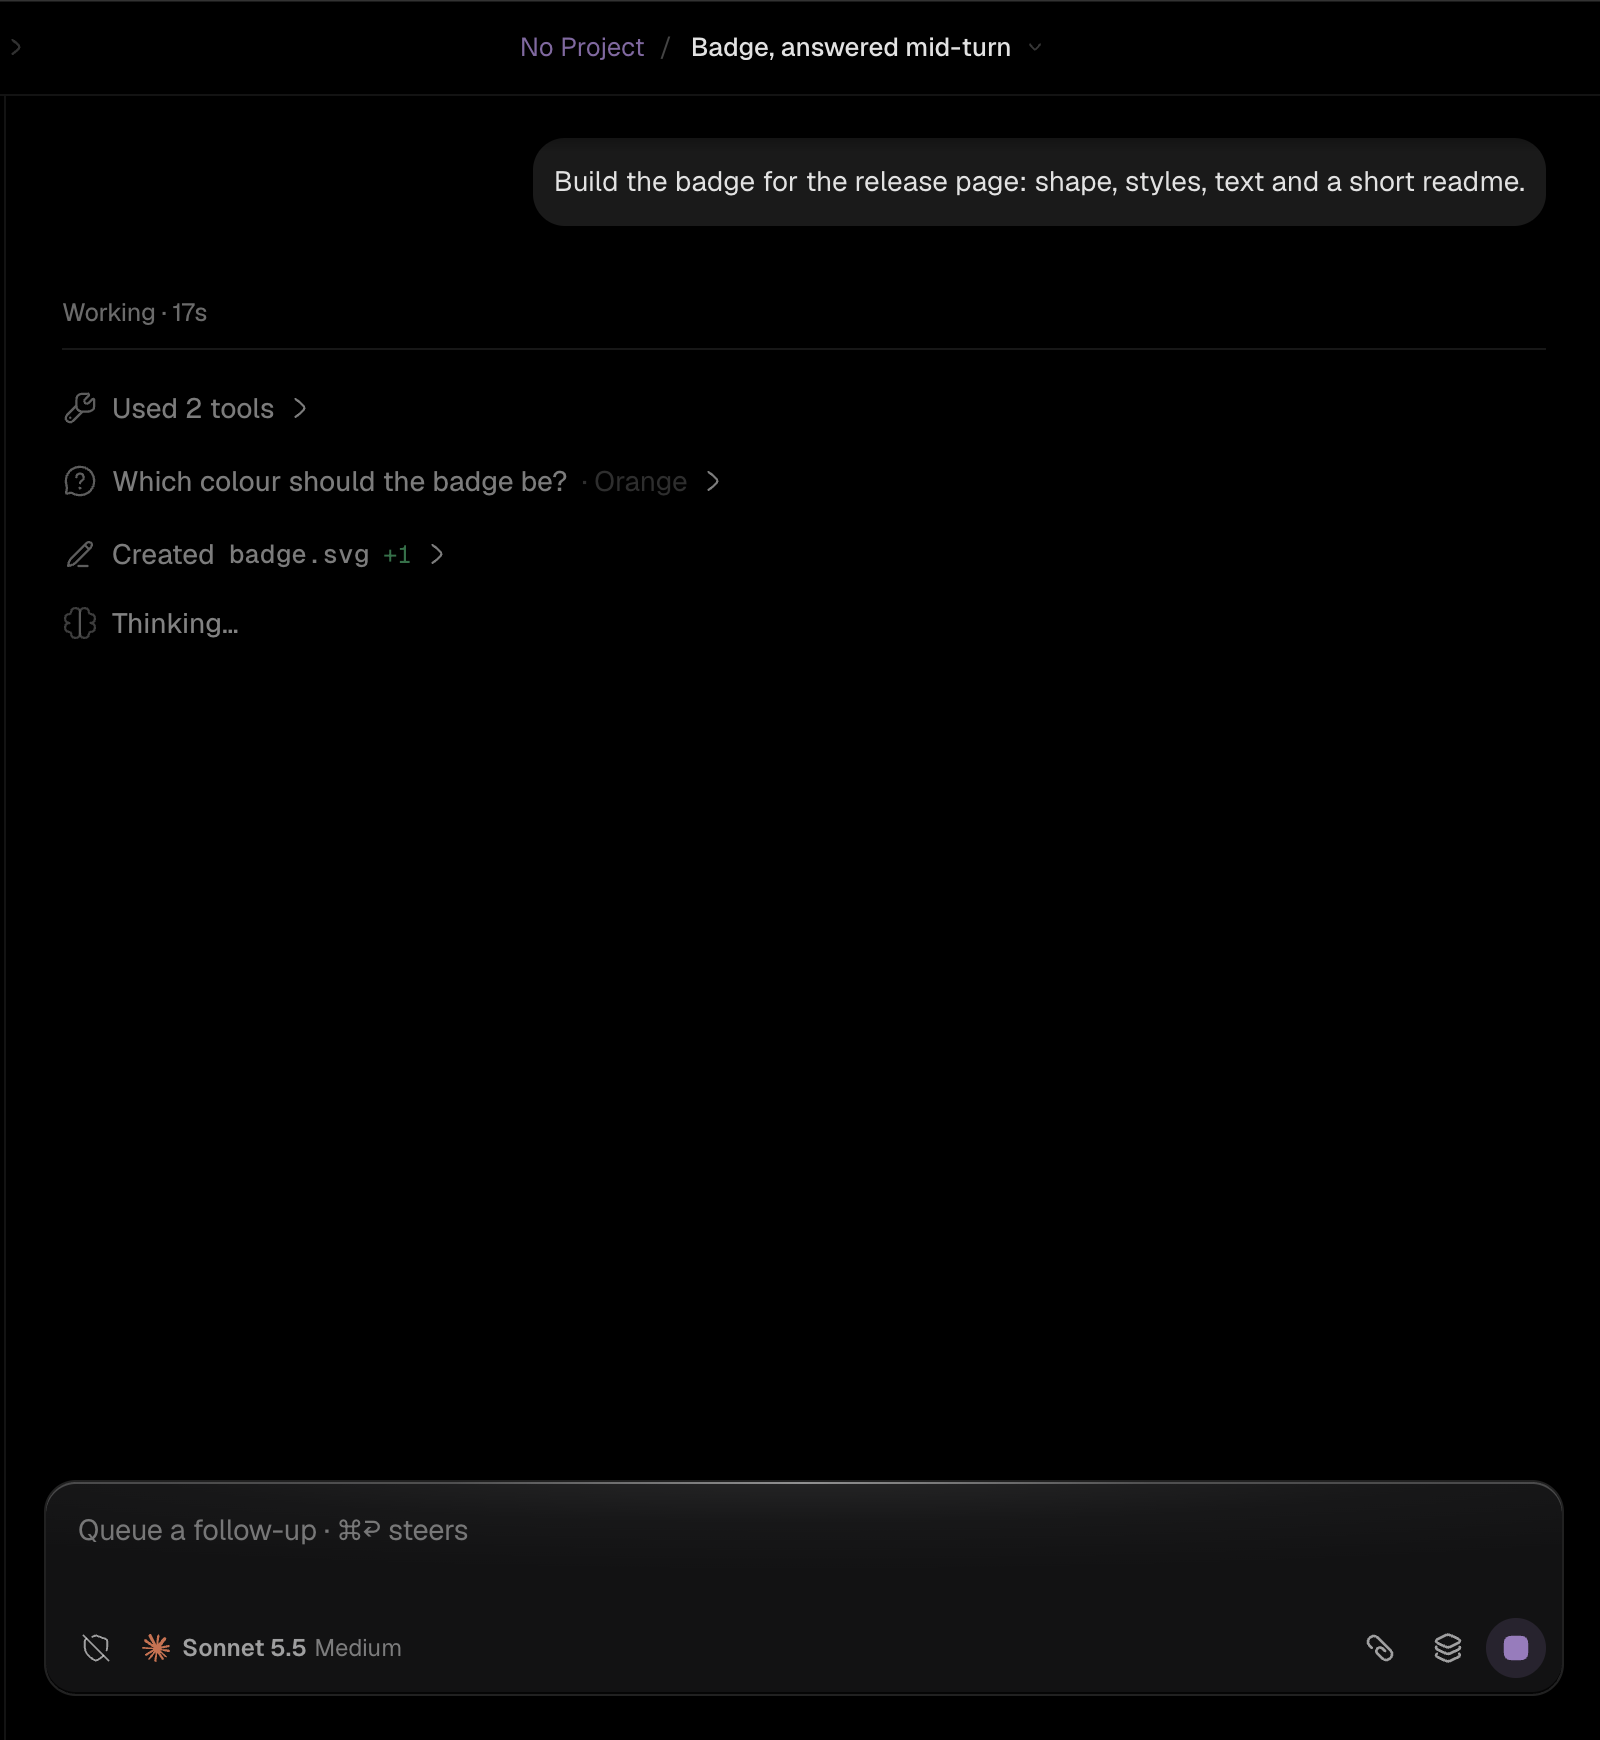 No Project / Badge, answered mid-turn
Build the badge for the release page: shape, styles, text and a short readme.
Working · 17s
Used 2 tools
Which colour should the badge be? · Orange
Created badge.svg +1
Thinking...
Queue a follow-up · ⌘⮐ steers
Sonnet 5.5 Medium